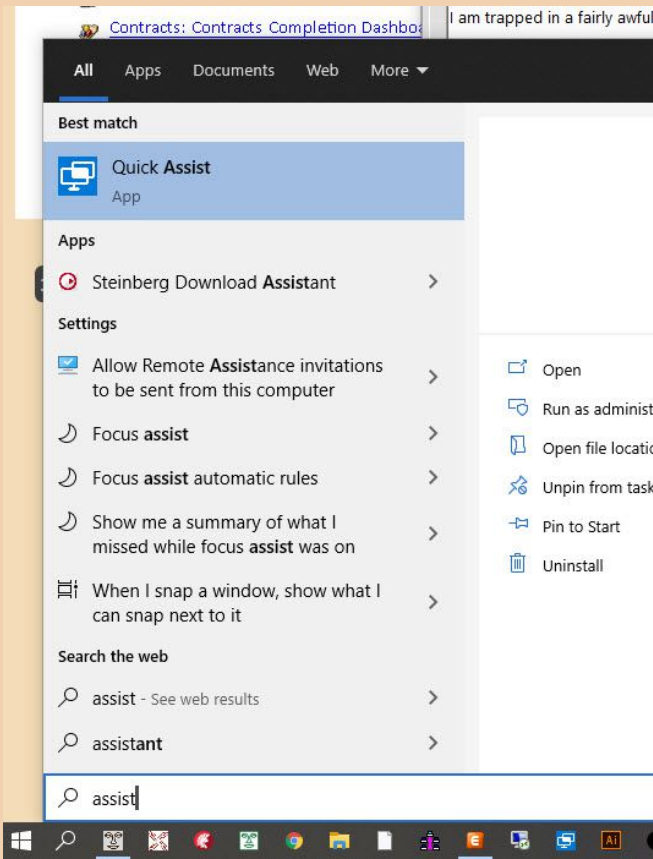 I am trapped in a fairly awful
Contracts: Contracts Completion
All Apps Documents Web More
Best match
Quick Assist
App
Apps
Steinberg Download Assistant
Settings
Allow Remote Assistance invitations
to be sent from this computer
Focus assist
Focus assist automatic rules
Show me a summary of what I
missed while focus assist was on
When I snap a window, show what I
can snap next to it
Search the web
assist - See web results
assistant
assist
Open
Run as administ
Open file locatio
Unpin from task
Pin to Start
Uninstall
E
Ai